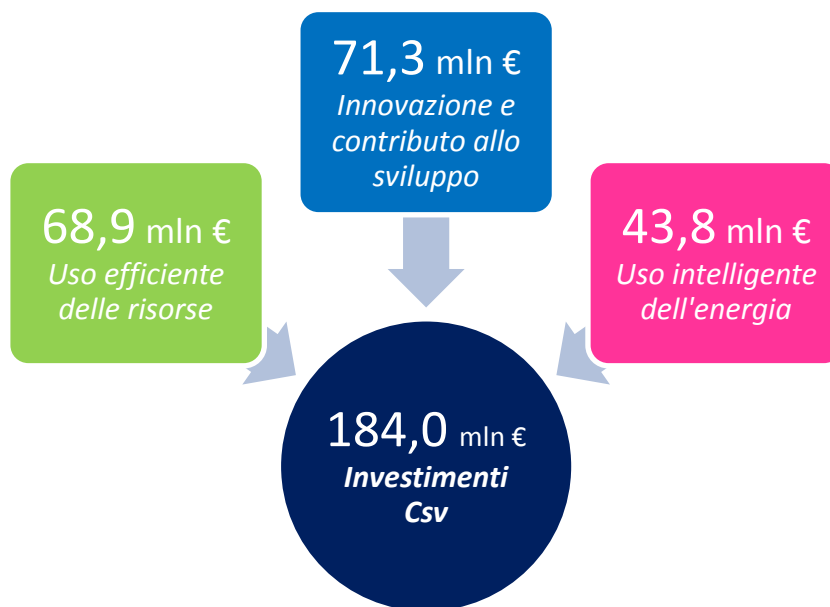 71,3 mln €
Innovazione e
contributo allo
sviluppo
68,9 mln €
Uso efficiente
delle risorse
43,8 mln €
Uso intelligente
dell'energia
184,0 mln €
Investimenti
Csv